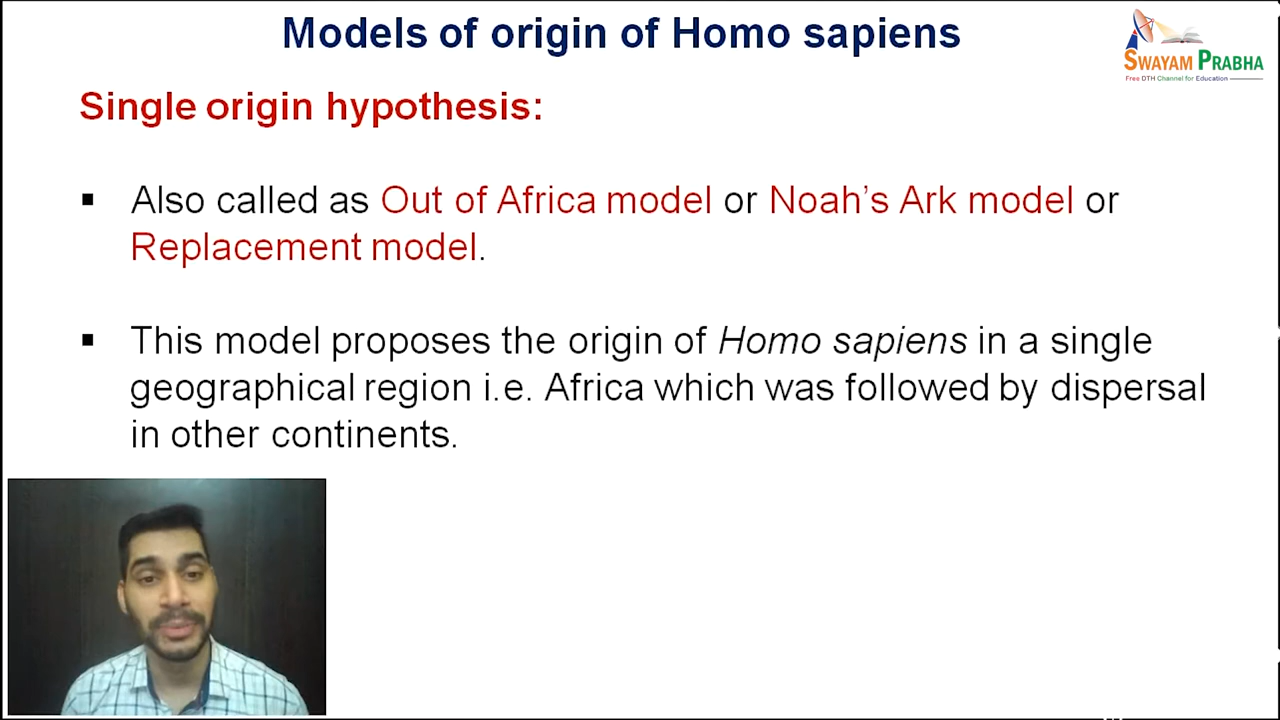 Models of origin of Homo sapiens
SWAYAM PRABHA
Free DTH Channel for Education
Single origin hypothesis:
▪ Also called as Out of Africa model or Noah's Ark model or
Replacement model.
▪ This model proposes the origin of Homo sapiens in a single
geographical region i.e. Africa which was followed by dispersal
in other continents.